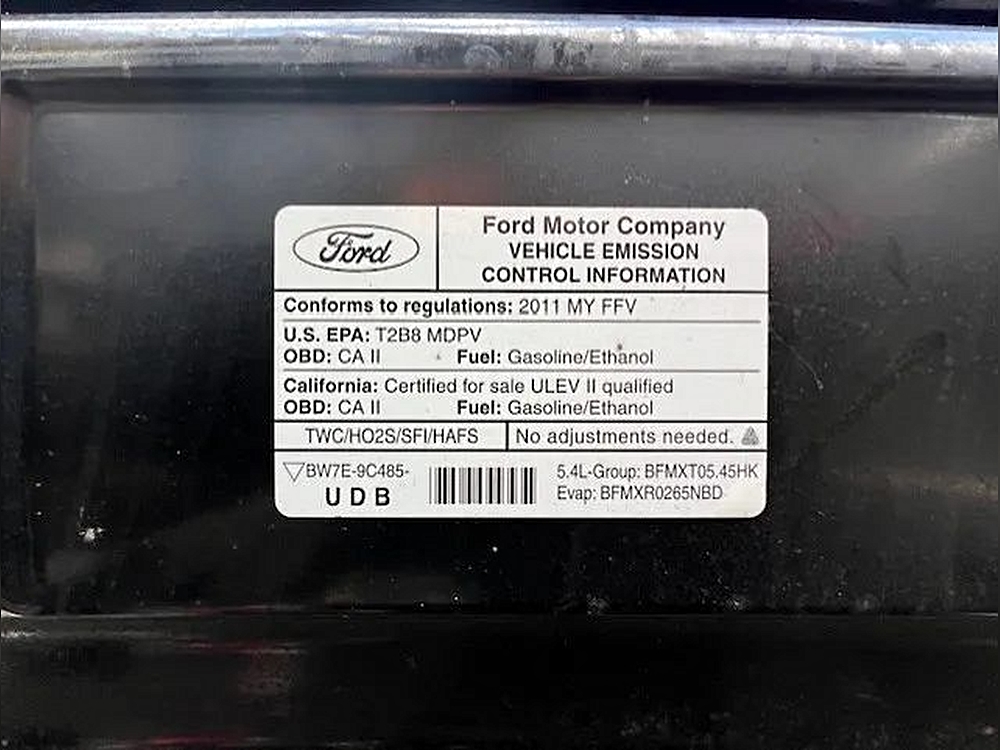 Ford
Ford Motor Company
VEHICLE EMISSION
CONTROL INFORMATION
Conforms to regulations: 2011 MY FFV
U.S. EPA: T2B8 MDPV
OBD: CA II Fuel: Gasoline/Ethanol
California: Certified for sale ULEV II qualified
OBD: CA II Fuel: Gasoline/Ethanol
TWC/HO2S/SFI/HAFS No adjustments needed.
BW7E-9C485-
UDB
5.4L-Group: BFMXT05.45HK
Evap: BFMXR0265NBD